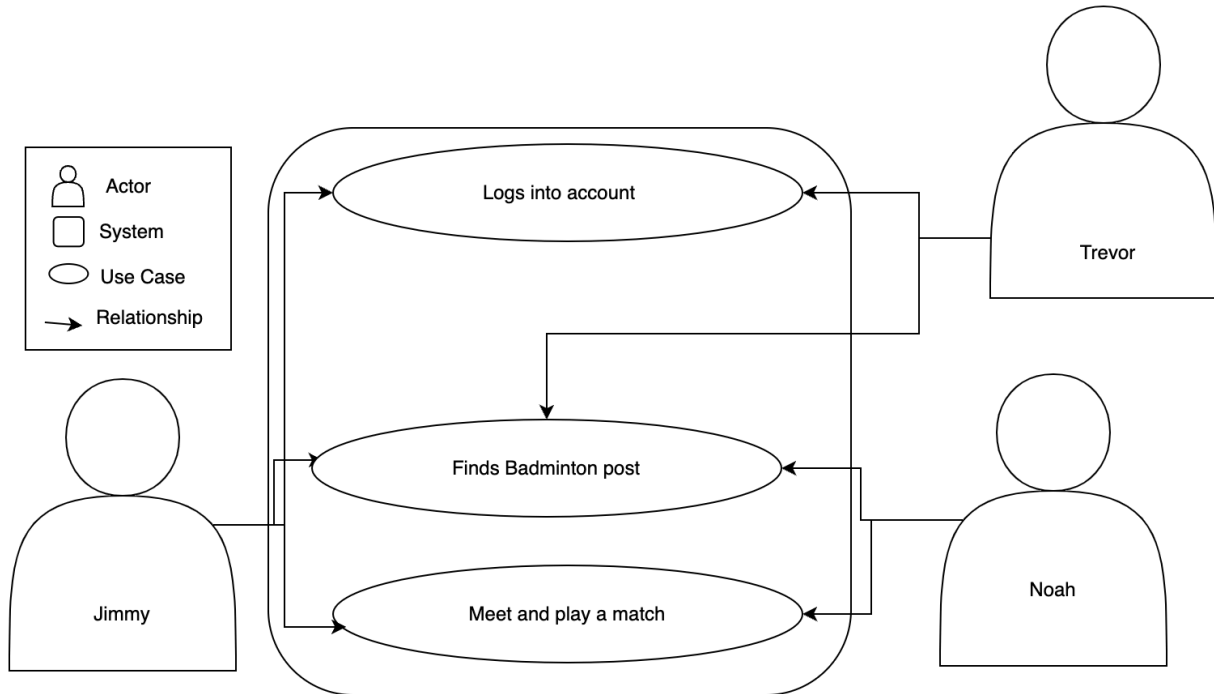 Actor
System
Use Case
Relationship
Logs into account
Trevor
Finds Badminton post
Jimmy
Meet and play a match
Noah